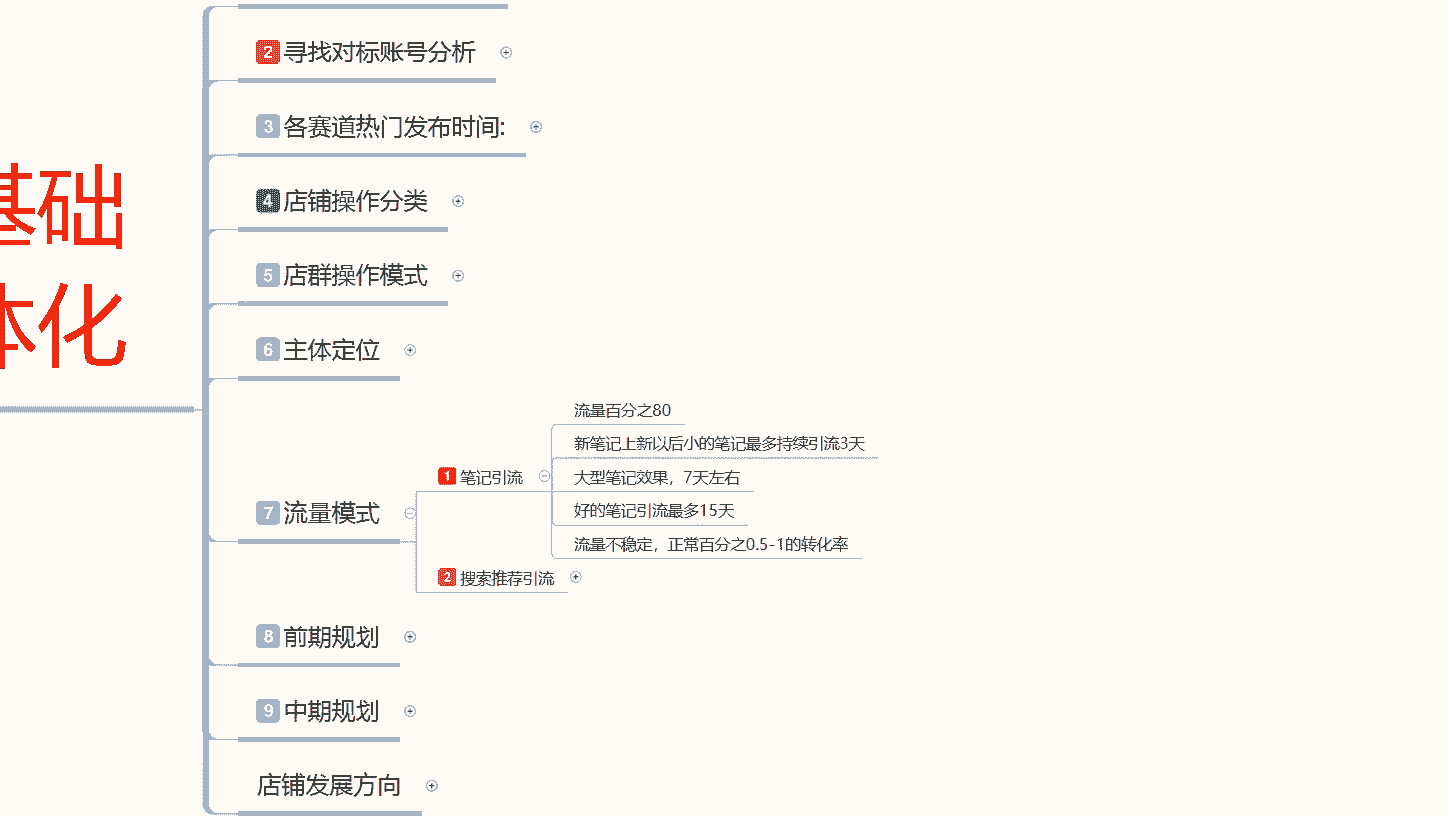 基础
体化
2 寻找对标账号分析
3 各赛道热门发布时间:
4 店铺操作分类
5 店群操作模式
6 主体定位
7 流量模式
1 笔记引流
流量百分之80
新笔记上新以后小的笔记最多持续引流3天
大型笔记效果，7天左右
好的笔记引流最多15天
流量不稳定，正常百分之0.5-1的转化率
2 搜索推荐引流
8 前期规划
9 中期规划
店铺发展方向